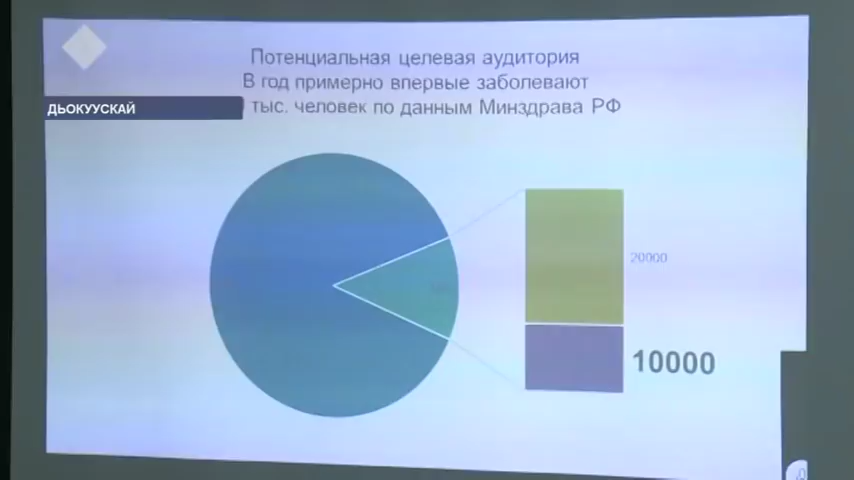 Потенциальная целевая аудитория
В год примерно впервые заболевают
тыс. человек по данным Минздрава РФ
ДЬОКУУСКАЙ
20000
10000